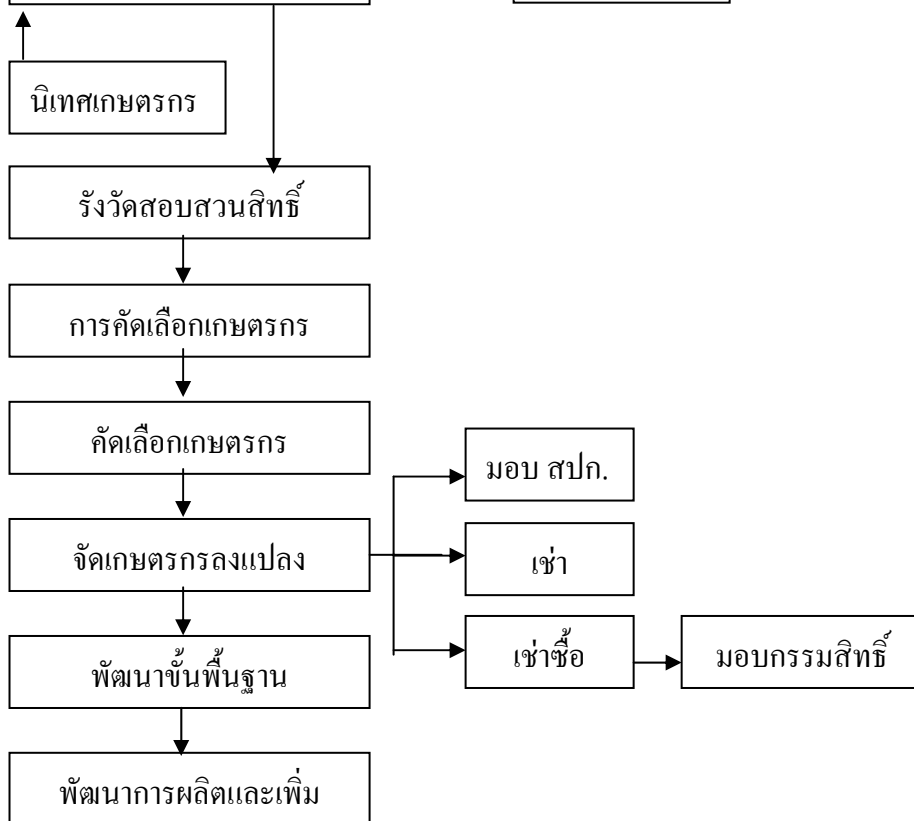 นิเทศเกษตรกร
รังวัดสอบสวนสิทธิ์
การคัดเลือกเกษตรกร
คัดเลือกเกษตรกร
มอบ สปก.
จัดเกษตรกรลงแปลง
เช่า
เช่าซื้อ
มอบกรรมสิทธิ์
พัฒนาขั้นพื้นฐาน
พัฒนาการผลิตและเพิ่ม